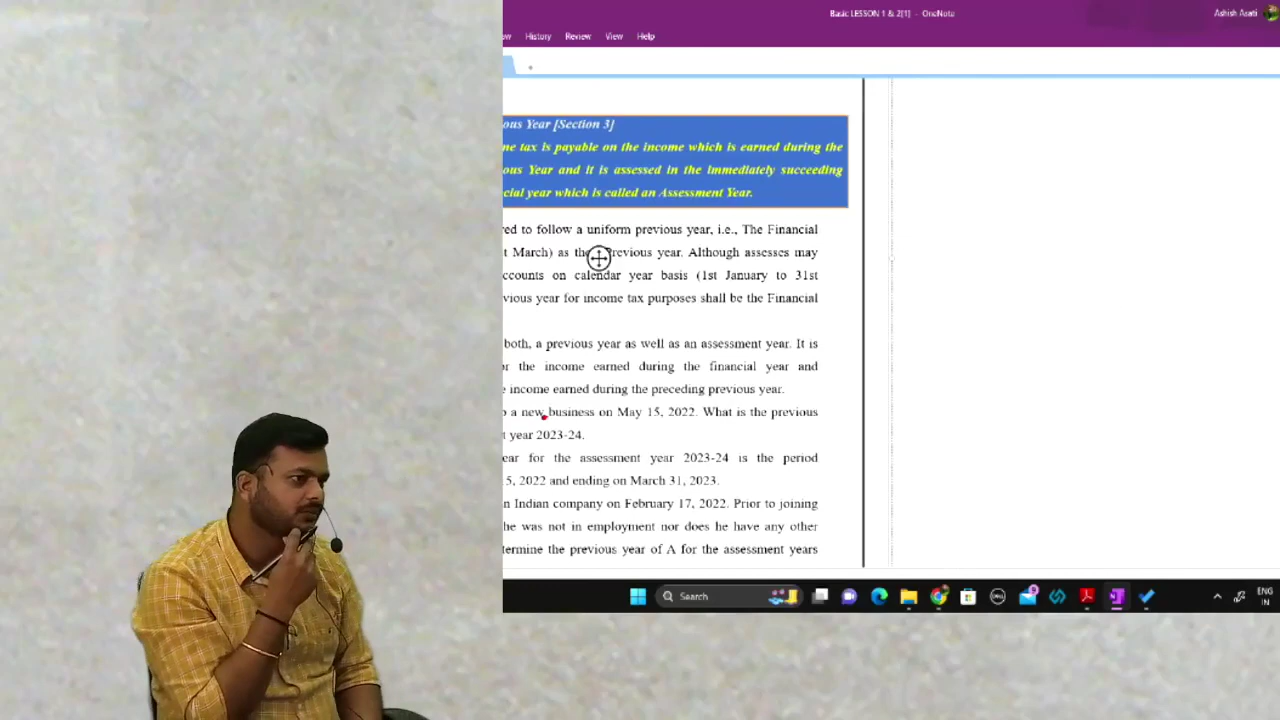 Basic LESSON 1 & 2[1] - OneNote
Ashish Asati
History Review View Help
ous Year [Section 3]
ne tax is payable on the income which is earned during the
ous Year and it is assessed in the immediately succeeding
cial year which is called an Assessment Year.
red to follow a uniform previous year, i.e., The Financial
t March) as the Previous year. Although assesses may
ccounts on calendar year basis (1st January to 31st
vious year for income tax purposes shall be the Financial
both, a previous year as well as an assessment year. It is
or the income earned during the financial year and
e income earned during the preceding previous year.
p a new business on May 15, 2022. What is the previous
t year 2023-24.
ear for the assessment year 2023-24 is the period
5, 2022 and ending on March 31, 2023.
n Indian company on February 17, 2022. Prior to joining
he was not in employment nor does he have any other
termine the previous year of A for the assessment years
Search
ENG
IN